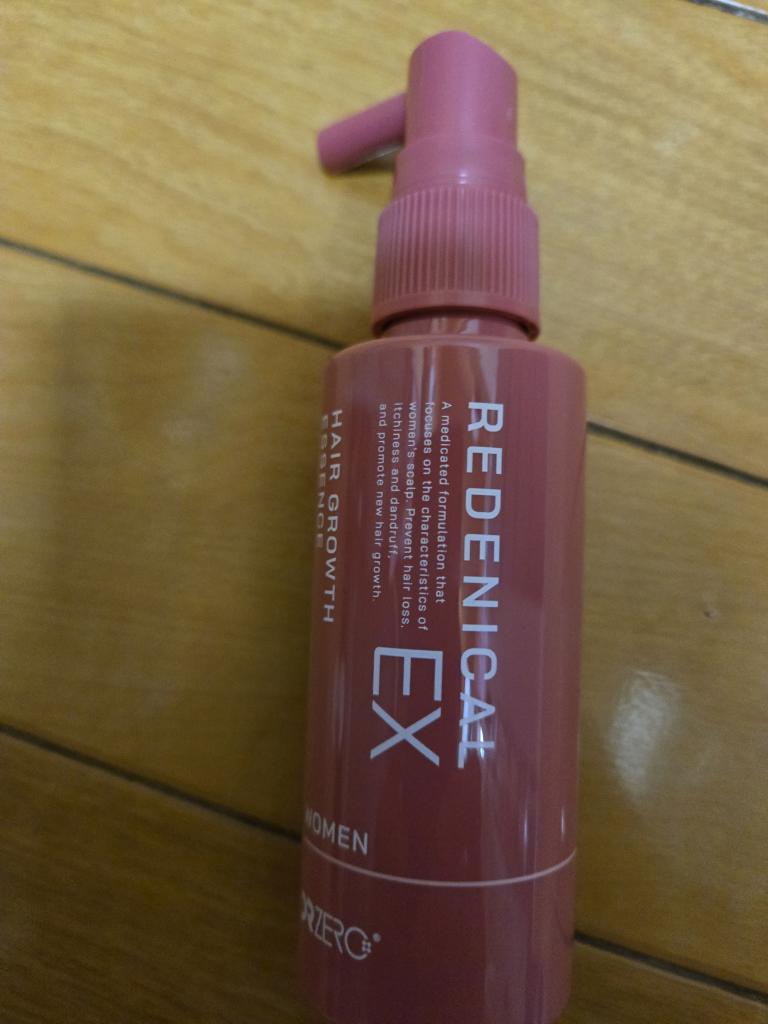 REDENICAL
A medicated formulation that
focuses on the characteristics of
women's scalp. Prevent hair loss,
itchiness and dandruff,
and promote new hair growth.
EX
HAIR GROWTH
ESSENCE
WOMEN
DRZERO®